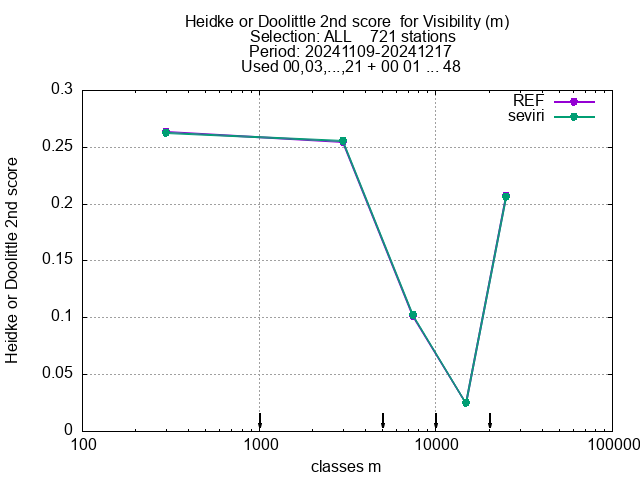 Heidke or Doolittle 2nd score  for Visibility (m)
Selection: ALL    721 stations
Period: 20241109-20241217
Used 00,03,...,21 + 00 01 ... 48
REF
seviri
0.3
0.25
0.2
0.15
0.1
0.05
0
Heidke or Doolittle 2nd score
100 1000 10000 100000
classes m